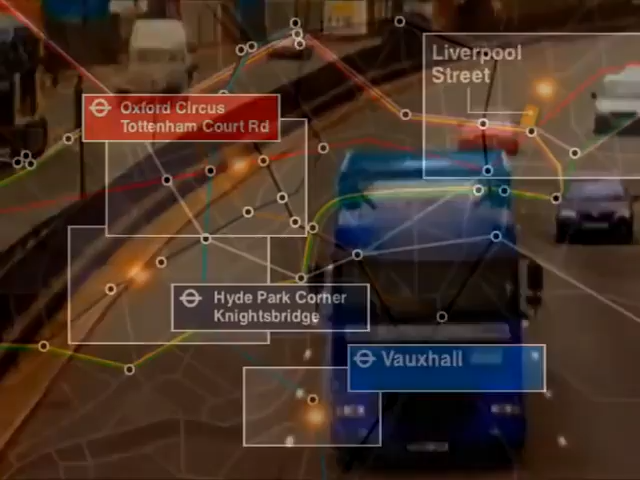 Liverpool
Street
Oxford Circus
Tottenham Court Rd
Hyde Park Corner
Knightsbridge
Vauxhall